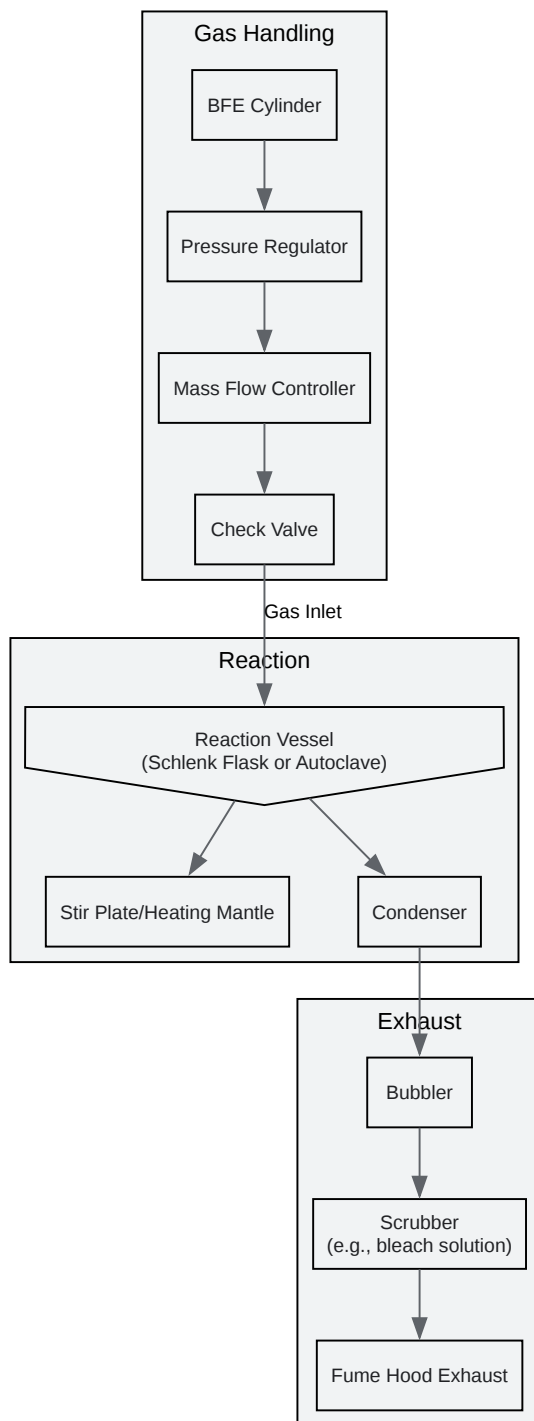 Gas Handling
BFE Cylinder
Pressure Regulator
Mass Flow Controller
Check Valve
Gas Inlet
Reaction
Reaction Vessel
(Schlenk Flask or Autoclave)
Stir Plate/Heating Mantle
Condenser
Exhaust
Bubbler
Scrubber
(e.g., bleach solution)
Fume Hood Exhaust